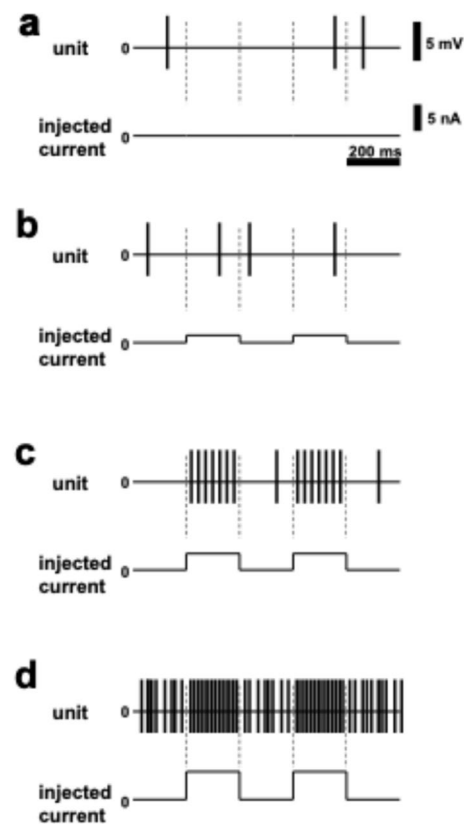 a
unit 0
5 mV
injected
current 0
5 nA
200 ms
b
unit 0
injected
current 0
c
unit 0
injected
current 0
d
unit 0
injected
current 0